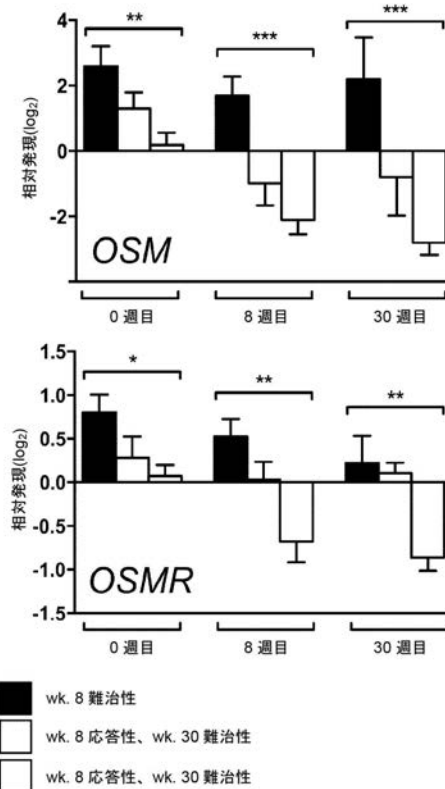 4
2
0
-2
相対発現(log₂)
**
***
***
OSM
0 週目
8 週目
30 週目
1.5
1.0
0.5
0.0
-0.5
-1.0
-1.5
相対発現(log₂)
*
**
**
OSMR
0 週目
8 週目
30 週目
wk. 8 難治性
wk. 8 応答性、wk. 30 難治性
wk. 8 応答性、wk. 30 難治性